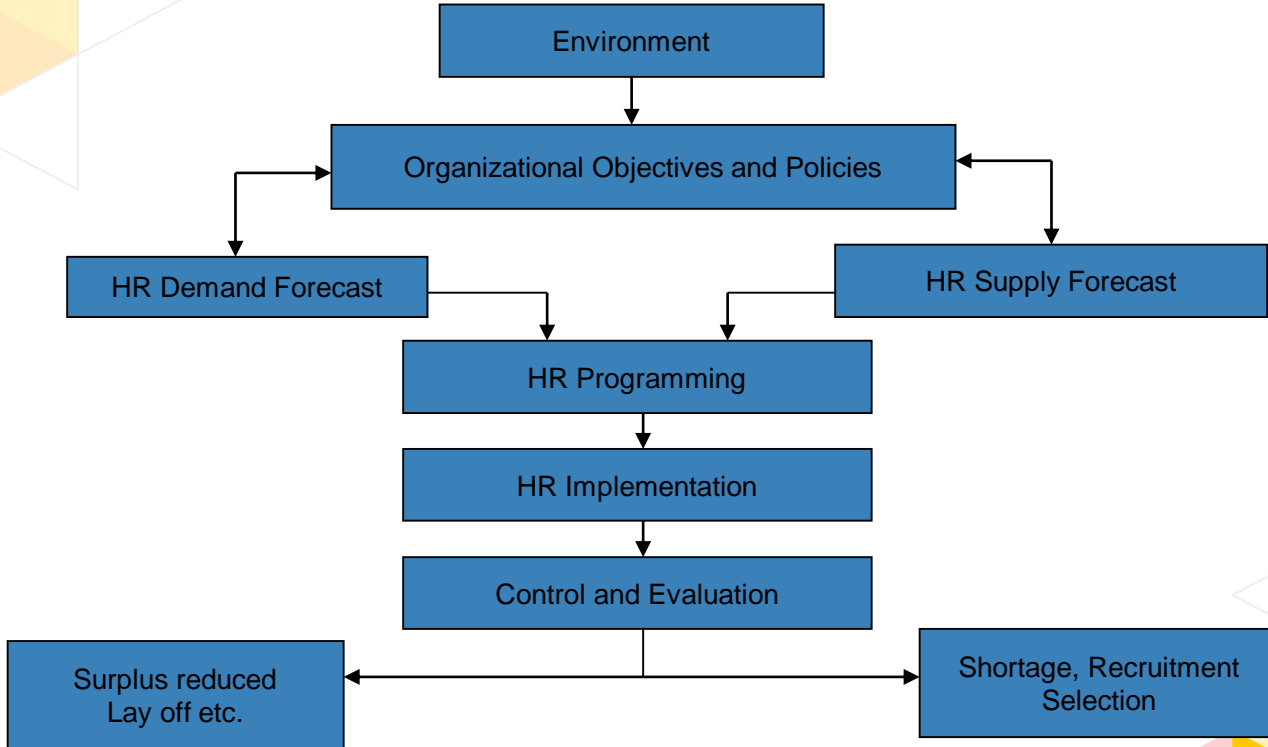 Environment
Organizational Objectives and Policies
HR Demand Forecast
HR Supply Forecast
HR Programming
HR Implementation
Control and Evaluation
Surplus reduced
Lay off etc.
Shortage, Recruitment
Selection